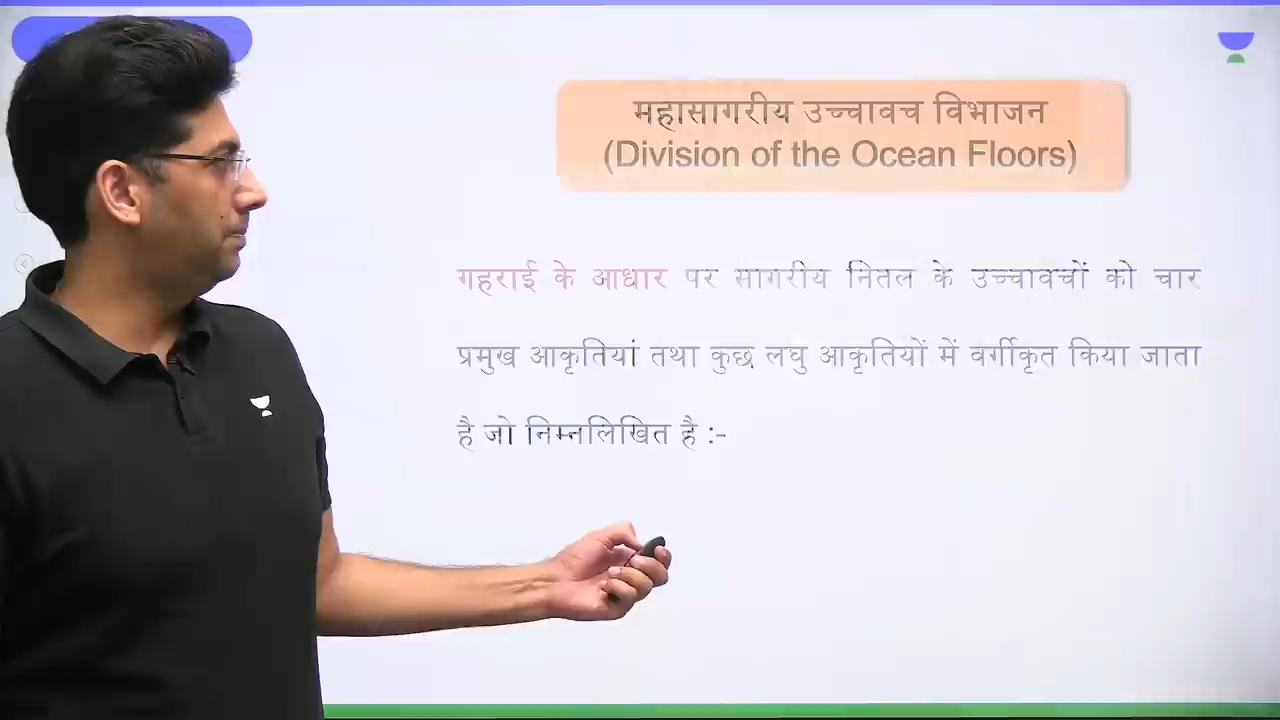 महासागरीय उच्चावच विभाजन
(Division of the Ocean Floors)
गहराई के आधार पर सागरीय नितल के उच्चावचों को चार
प्रमुख आकृतियां तथा कुछ लघु आकृतियों में वर्गीकृत किया जाता
है जो निम्नलिखित है :-